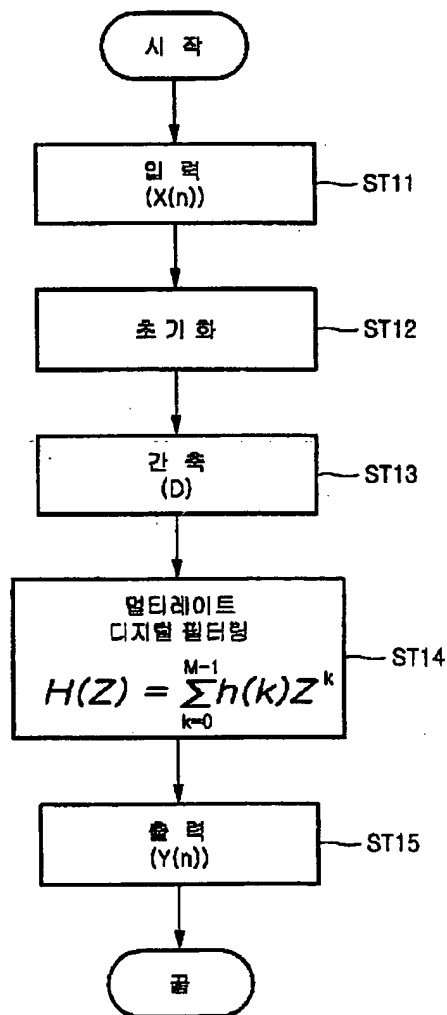 시 작
입 력
(X(n))
ST11
초 기 화
ST12
간 축
(D)
ST13
멀티레이트
디지털 필터링
H(Z) = M-1 Σ k=0 h(k)Z^k
ST14
출 력
(Y(n))
ST15
끝